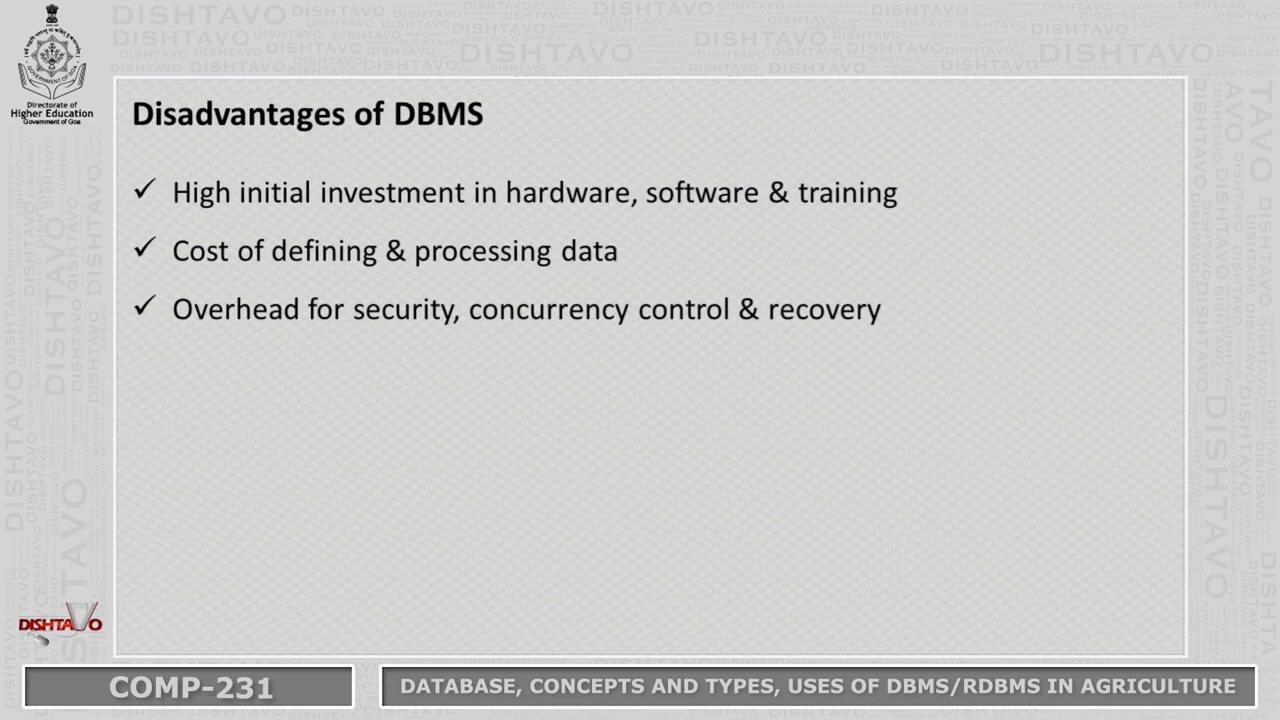 Directorate of
Higher Education
Government of Goa
Disadvantages of DBMS
✓ High initial investment in hardware, software & training
✓ Cost of defining & processing data
✓ Overhead for security, concurrency control & recovery
DISHTAVO
COMP-231
DATABASE, CONCEPTS AND TYPES, USES OF DBMS/RDBMS IN AGRICULTURE